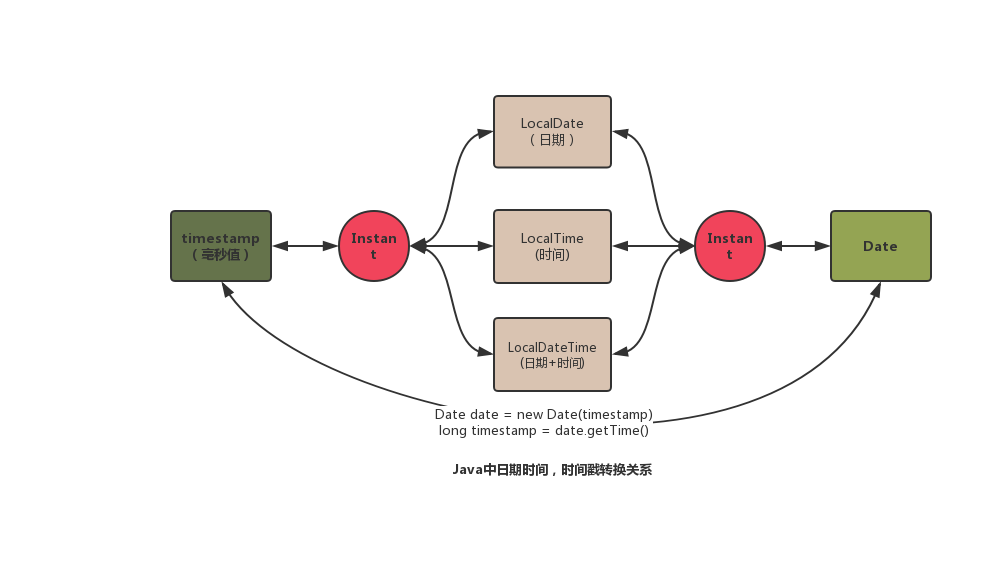 LocalDate
（日期）
timestamp
（毫秒值）
Instan
t
LocalTime
(时间)
Instan
t
Date
LocalDateTime
(日期+时间)
Date date = new Date(timestamp)
long timestamp = date.getTime()
Java中日期时间，时间戳转换关系